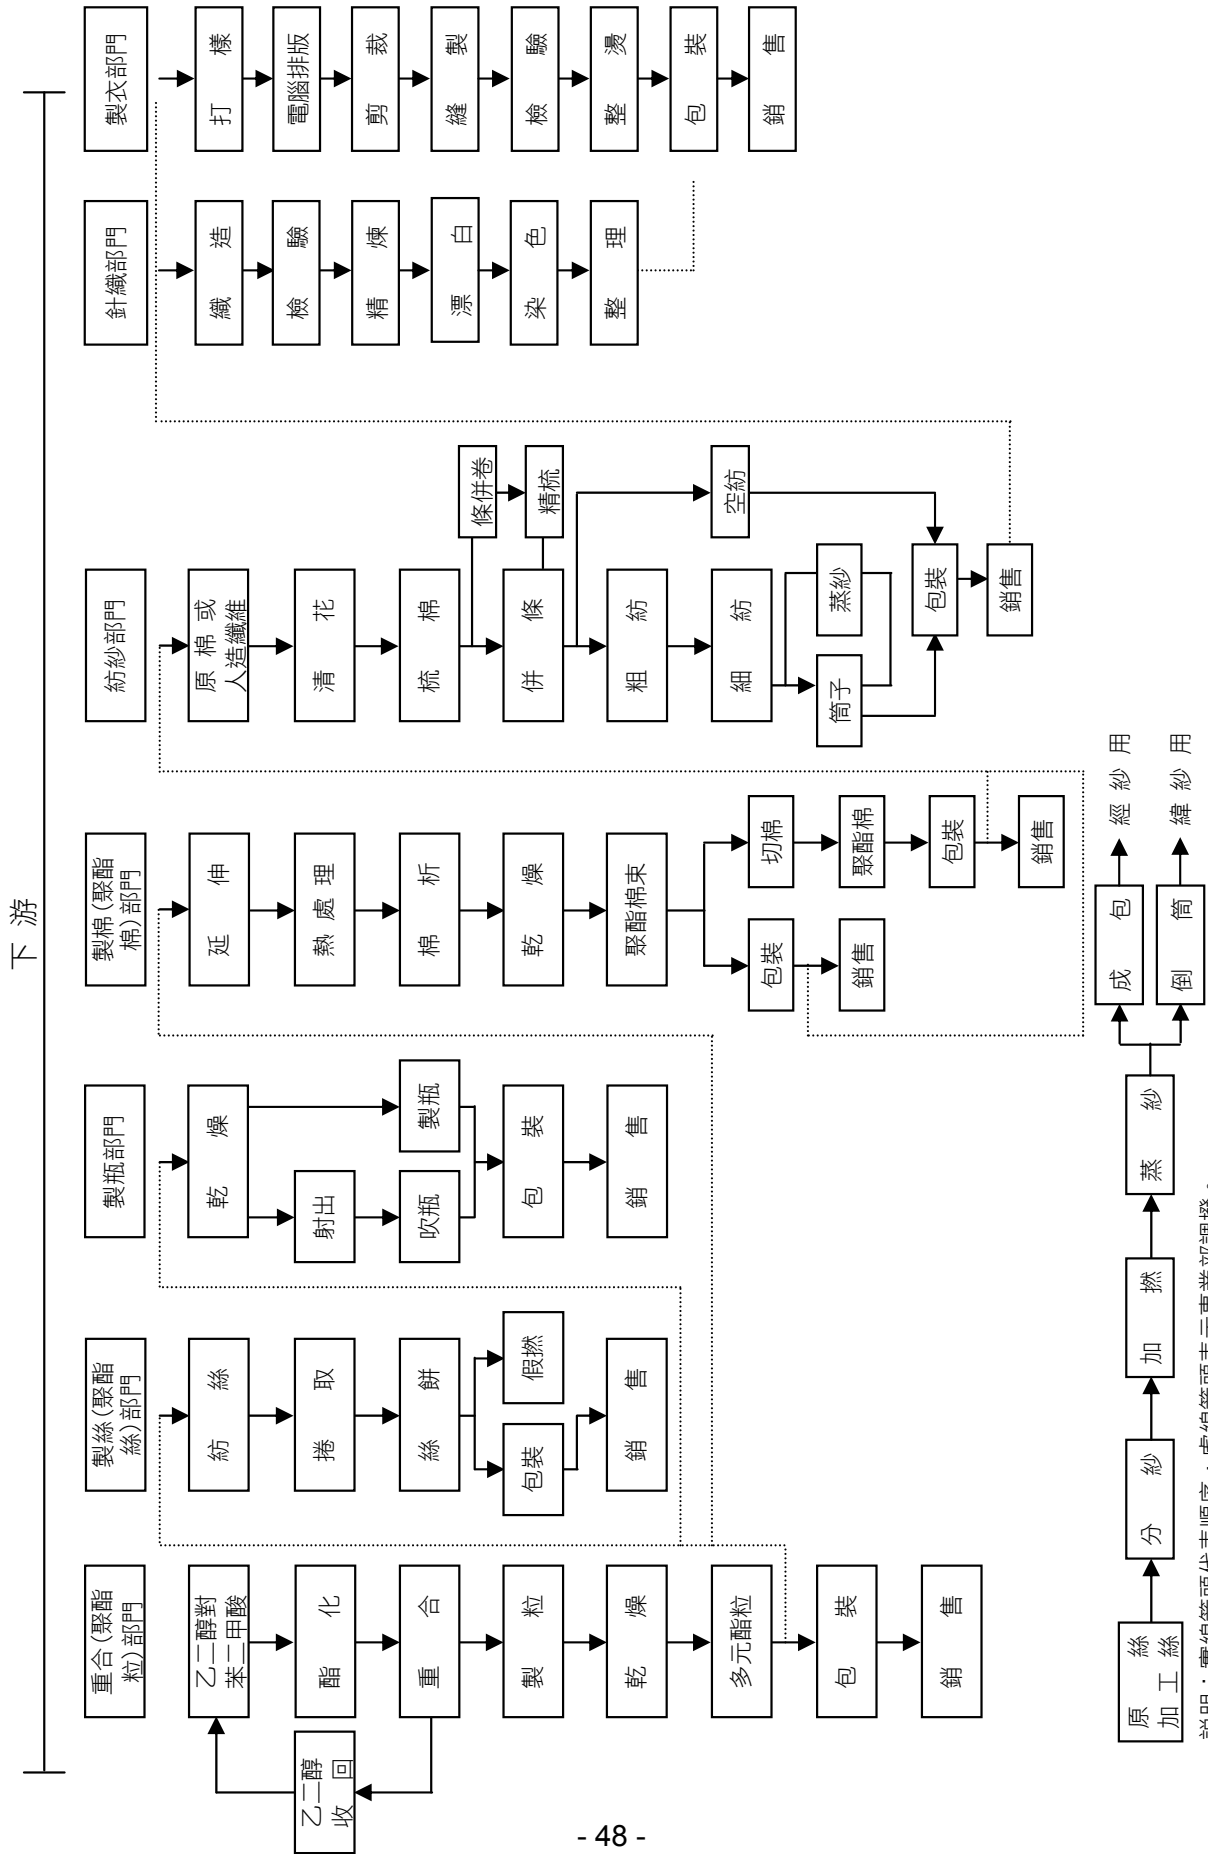 下游
重合(聚酯
粒)部門
乙二醇對
苯二甲酸
酯化
重合
製粒
乾燥
多元酯粒
包裝
銷售
乙二醇
回收
製絲(聚酯
絲)部門
紡絲
捲取
絲餅
包裝
假撚
銷售
製瓶部門
乾燥
射出
吹瓶
製瓶
包裝
銷售
製棉(聚酯
棉)部門
延伸
熱處理
棉析
乾燥
聚酯棉束
包裝
銷售
切棉
聚酯棉
包裝
銷售
紡紗部門
原棉或
人造纖維
清花
梳棉
條併卷
精梳
併條
粗紡
細紡
空紡
筒子
蒸紗
包裝
銷售
針織部門
織造
檢驗
精煉
漂白
染色
整理
製衣部門
打樣
電腦排版
剪裁
縫製
檢驗
整燙
包裝
銷售
原絲
加工絲
分紗
加撚
蒸紗
成包
經紗用
倒筒
緯紗用
- 48 -